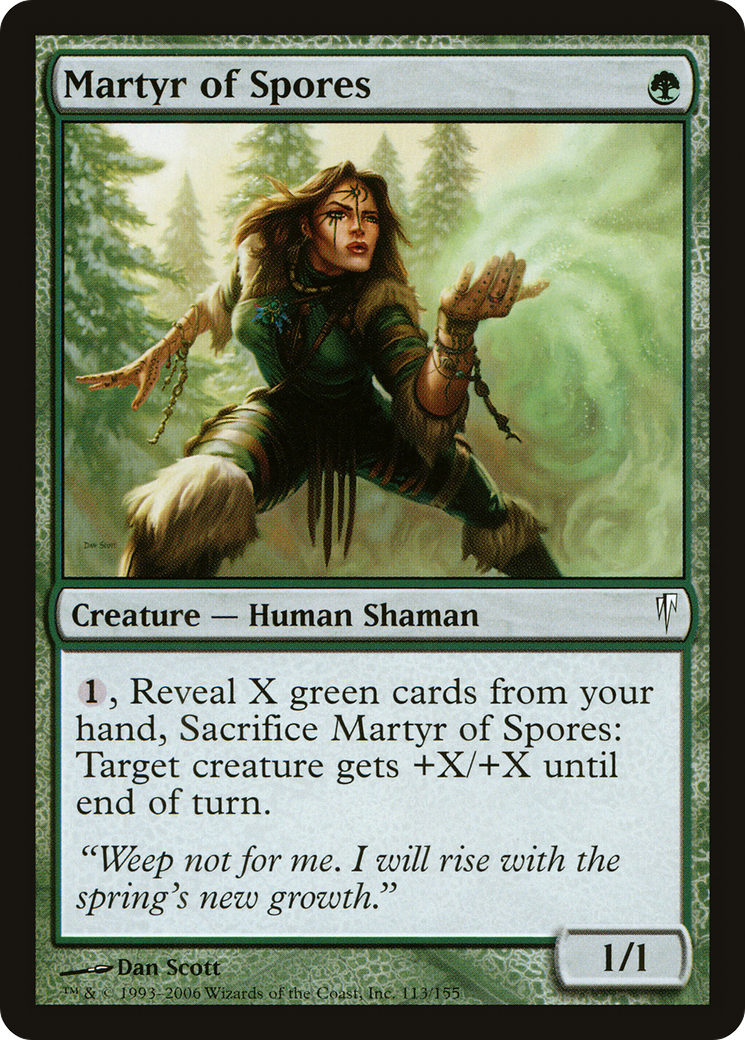 Martyr of Spores
DAN SCOTT
Creature — Human Shaman
1, Reveal X green cards from your
hand, Sacrifice Martyr of Spores:
Target creature gets +X/+X until
end of turn.
“Weep not for me. I will rise with the
spring’s new growth.”
1/1
Dan Scott
™ & © 1993–2006 Wizards of the Coast, Inc. 113/155